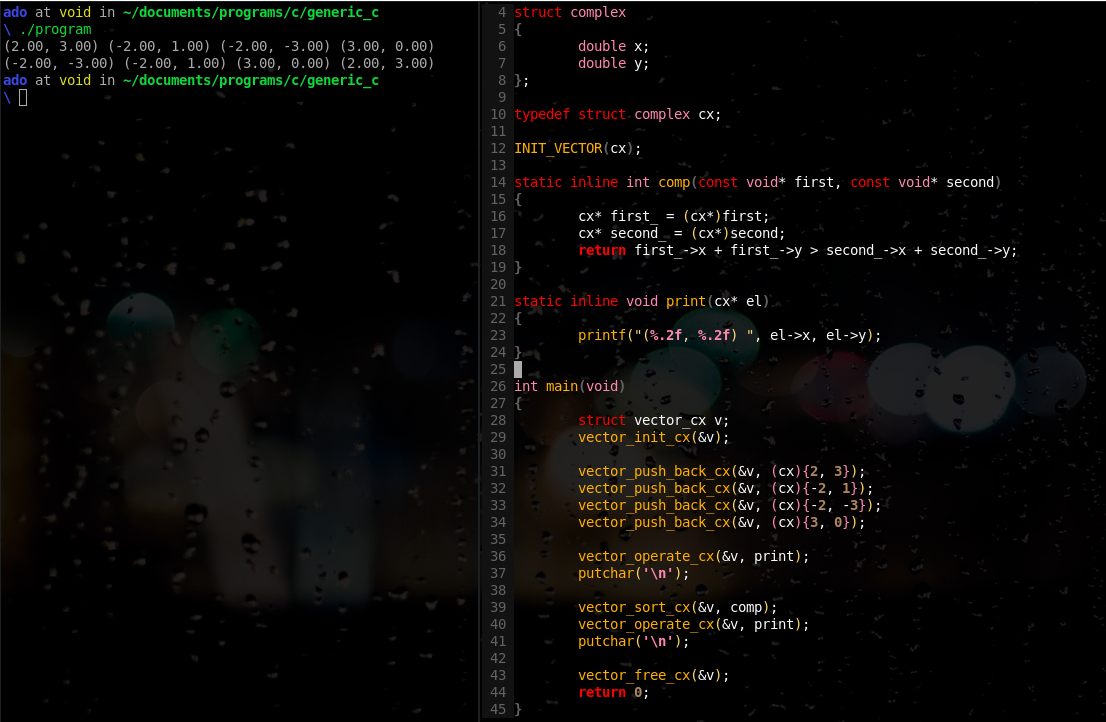 ado at void in ~/documents/programs/c/generic_c
\ ./program
(2.00, 3.00) (-2.00, 1.00) (-2.00, -3.00) (3.00, 0.00)
(-2.00, -3.00) (-2.00, 1.00) (3.00, 0.00) (2.00, 3.00)
ado at void in ~/documents/programs/c/generic_c
\
4 struct complex
5 {
6         double x;
7         double y;
8 };
9
10 typedef struct complex cx;
11
12 INIT_VECTOR(cx);
13
14 static inline int comp(const void* first, const void* second)
15 {
16         cx* first_ = (cx*)first;
17         cx* second_ = (cx*)second;
18         return first_->x + first_->y > second_->x + second_->y;
19 }
20
21 static inline void print(cx* el)
22 {
23         printf("(%.2f, %.2f) ", el->x, el->y);
24 }
25
26 int main(void)
27 {
28         struct vector_cx v;
29         vector_init_cx(&v);
30
31         vector_push_back_cx(&v, (cx){2, 3});
32         vector_push_back_cx(&v, (cx){-2, 1});
33         vector_push_back_cx(&v, (cx){-2, -3});
34         vector_push_back_cx(&v, (cx){3, 0});
35
36         vector_operate_cx(&v, print);
37         putchar('\n');
38
39         vector_sort_cx(&v, comp);
40         vector_operate_cx(&v, print);
41         putchar('\n');
42
43         vector_free_cx(&v);
44         return 0;
45 }